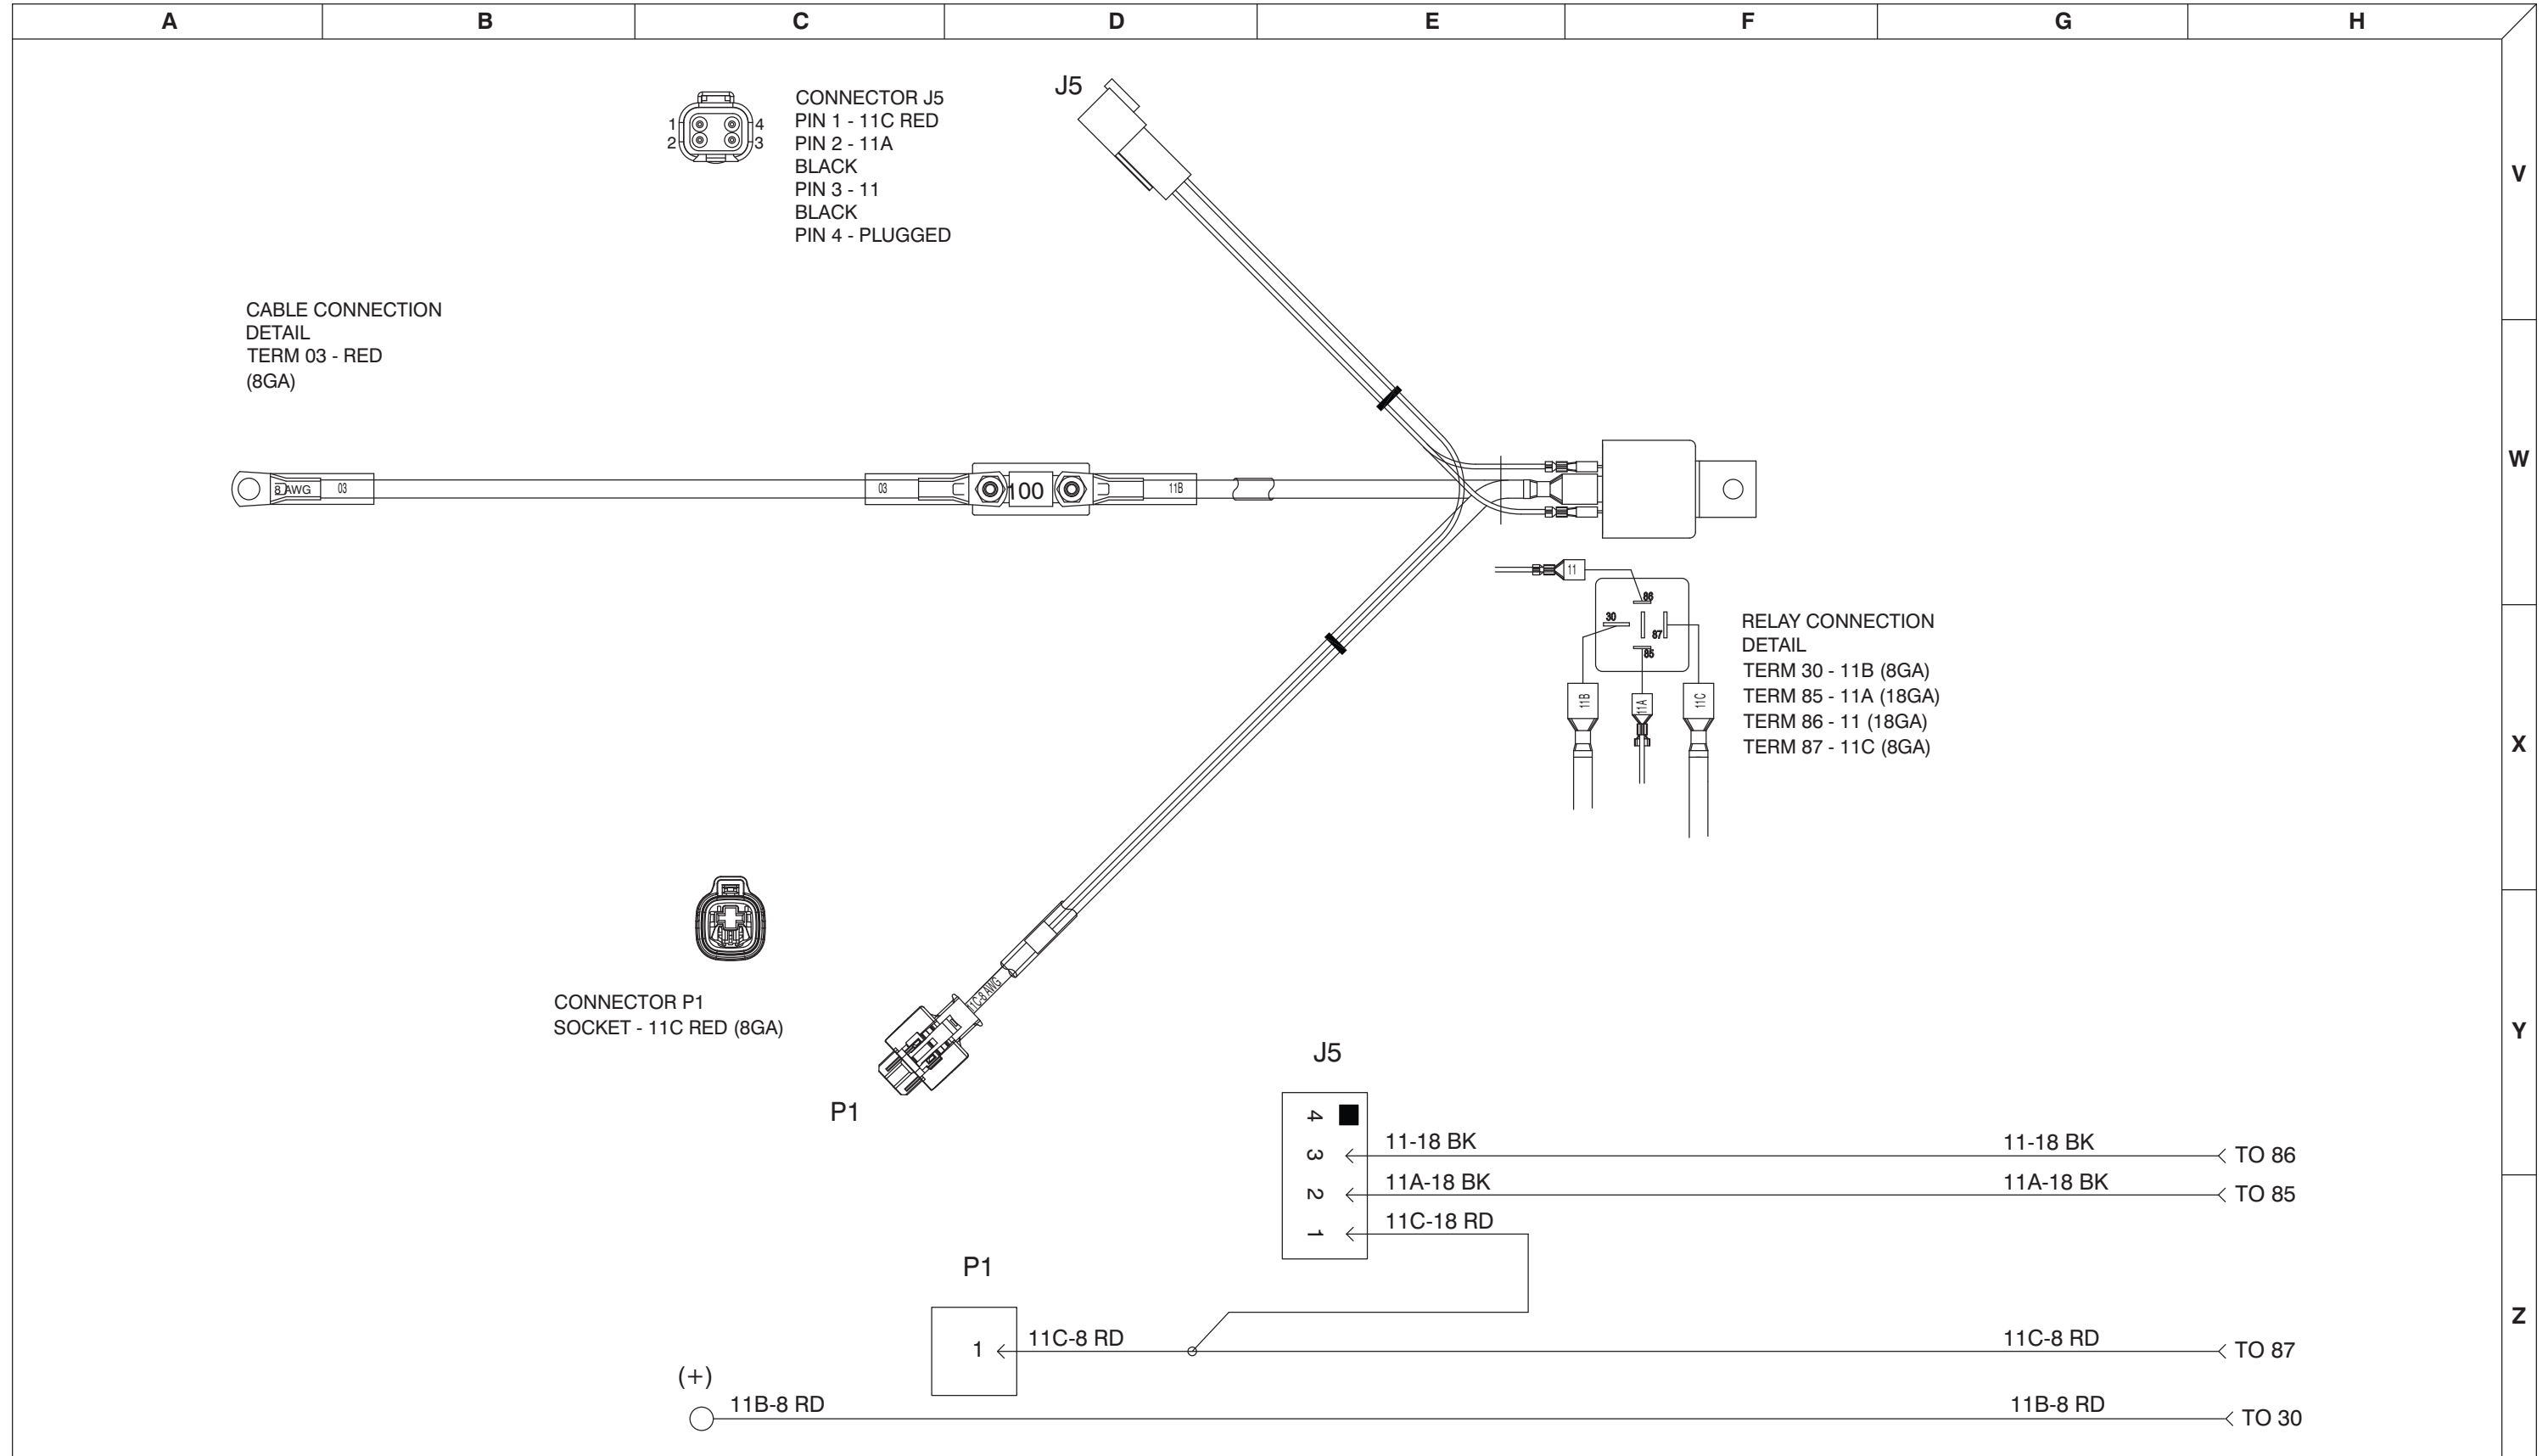 A B C D E F G H
J5
CONNECTOR J5
PIN 1 - 11C RED
PIN 2 - 11A
BLACK
PIN 3 - 11
BLACK
PIN 4 - PLUGGED
1 4
2 3
V
CABLE CONNECTION
DETAIL
TERM 03 - RED
(8GA)
W
8 AWG 03 03 100 11B
11
86
30
87
85
11B 11A 11C
RELAY CONNECTION
DETAIL
TERM 30 - 11B (8GA)
TERM 85 - 11A (18GA)
TERM 86 - 11 (18GA)
TERM 87 - 11C (8GA)
X
11C-8 AWG
CONNECTOR P1
SOCKET - 11C RED (8GA)
P1
Y
J5
4
3 11-18 BK 11-18 BK TO 86
2 11A-18 BK 11A-18 BK TO 85
1 11C-18 RD
P1
Z
1 11C-8 RD 11C-8 RD TO 87
(+)
11B-8 RD 11B-8 RD TO 30